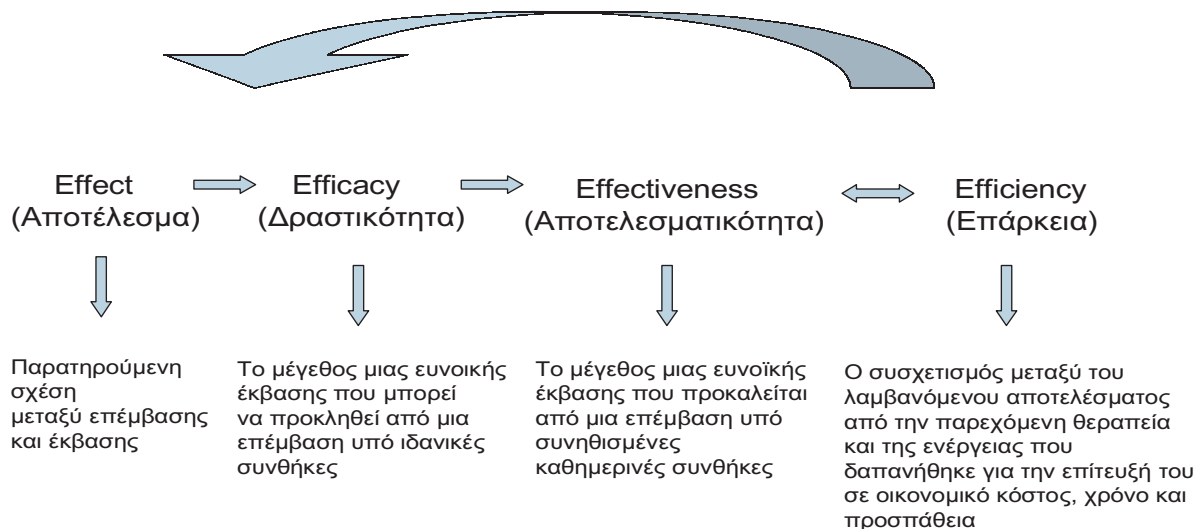 Effect
(Αποτέλεσμα)
Efficacy
(Δραστικότητα)
Effectiveness
(Αποτελεσματικότητα)
Efficiency
(Επάρκεια)
Παρατηρούμενη
σχέση
μεταξύ επέμβασης
και έκβασης
Το μέγεθος μιας ευνοικής
έκβασης που μπορεί
να προκληθεί από μια
επέμβαση υπό ιδανικές
συνθήκες
Το μέγεθος μιας ευνοϊκής
έκβασης που προκαλείται
από μια επέμβαση υπό
συνηθισμένες
καθημερινές συνθήκες
Ο συσχετισμός μεταξύ του
λαμβανόμενου αποτελέσματος
από την παρεχόμενη θεραπεία
και της ενέργειας που
δαπανήθηκε για την επίτευξή του
σε οικονομικό κόστος, χρόνο και
προσπάθεια